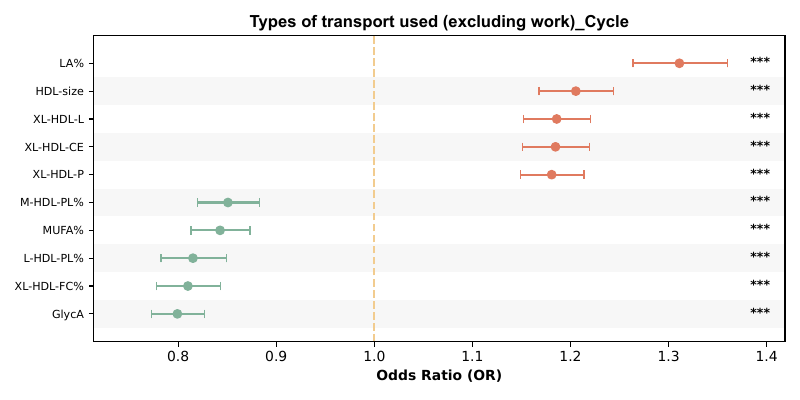 Types of transport used (excluding work)_Cycle
LA% ***
HDL-size ***
XL-HDL-L ***
XL-HDL-CE ***
XL-HDL-P ***
M-HDL-PL% ***
MUFA% ***
L-HDL-PL% ***
XL-HDL-FC% ***
GlycA ***
0.8 0.9 1.0 1.1 1.2 1.3 1.4
Odds Ratio (OR)